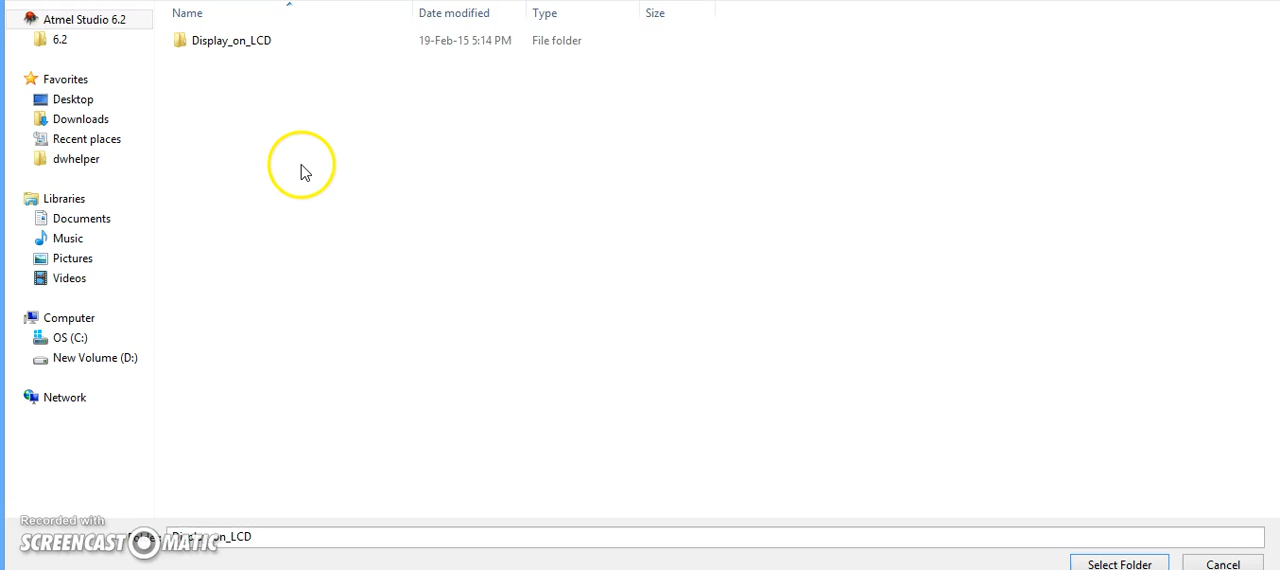 Atmel Studio 6.2
6.2
Favorites
Desktop
Downloads
Recent places
dwhelper
Libraries
Documents
Music
Pictures
Videos
Computer
OS (C:)
New Volume (D:)
Network
Name Date modified Type Size
Display_on_LCD 19-Feb-15 5:14 PM File folder
Recorded with
SCREENCAST MATIC
Display_on_LCD
Select Folder Cancel